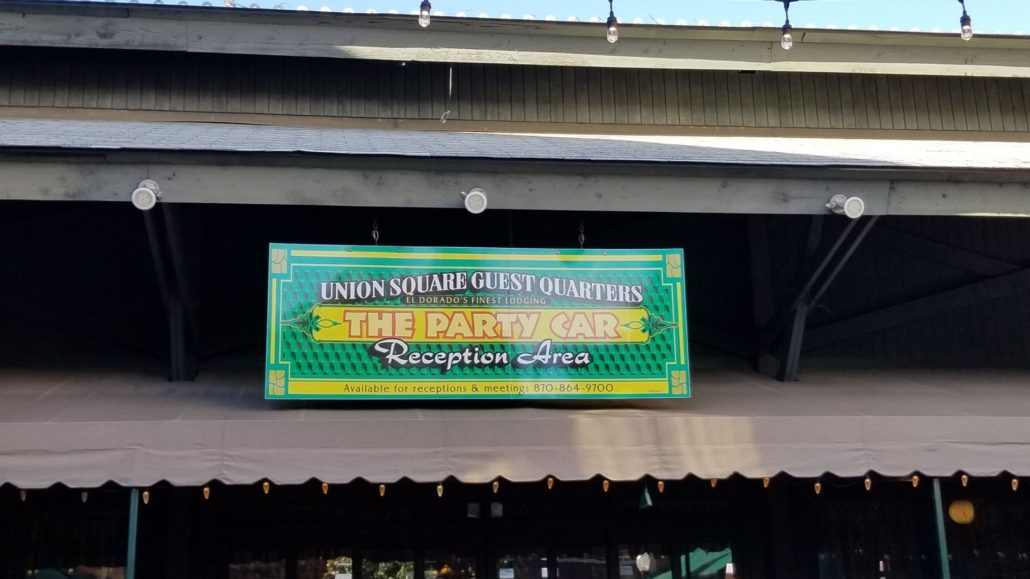 UNION SQUARE GUEST QUARTERS
EL DORADO'S FINEST LODGING
THE PARTY CAR
Reception Area
Available for receptions & meetings 870-864-9700